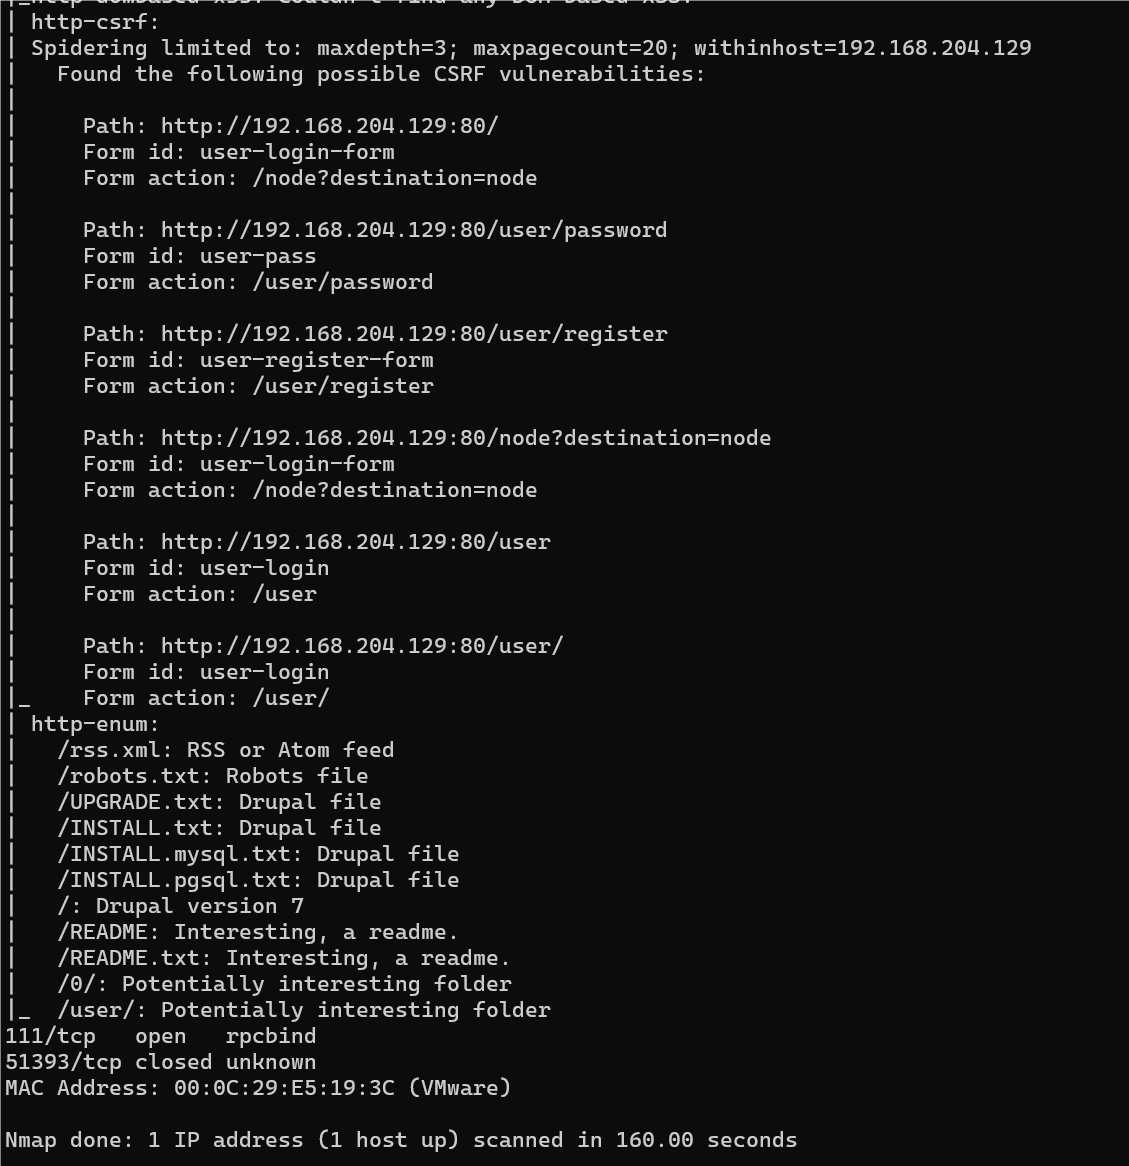 |_http-dombased-xss: Couldn't find any DOM based XSS.
| http-csrf:
| Spidering limited to: maxdepth=3; maxpagecount=20; withinhost=192.168.204.129
|   Found the following possible CSRF vulnerabilities:
|
|     Path: http://192.168.204.129:80/
|     Form id: user-login-form
|     Form action: /node?destination=node
|
|     Path: http://192.168.204.129:80/user/password
|     Form id: user-pass
|     Form action: /user/password
|
|     Path: http://192.168.204.129:80/user/register
|     Form id: user-register-form
|     Form action: /user/register
|
|     Path: http://192.168.204.129:80/node?destination=node
|     Form id: user-login-form
|     Form action: /node?destination=node
|
|     Path: http://192.168.204.129:80/user
|     Form id: user-login
|     Form action: /user
|
|     Path: http://192.168.204.129:80/user/
|     Form id: user-login
|_    Form action: /user/
| http-enum:
|   /rss.xml: RSS or Atom feed
|   /robots.txt: Robots file
|   /UPGRADE.txt: Drupal file
|   /INSTALL.txt: Drupal file
|   /INSTALL.mysql.txt: Drupal file
|   /INSTALL.pgsql.txt: Drupal file
|   /: Drupal version 7
|   /README: Interesting, a readme.
|   /README.txt: Interesting, a readme.
|   /0/: Potentially interesting folder
|_  /user/: Potentially interesting folder
111/tcp   open   rpcbind
51393/tcp closed unknown
MAC Address: 00:0C:29:E5:19:3C (VMware)

Nmap done: 1 IP address (1 host up) scanned in 160.00 seconds